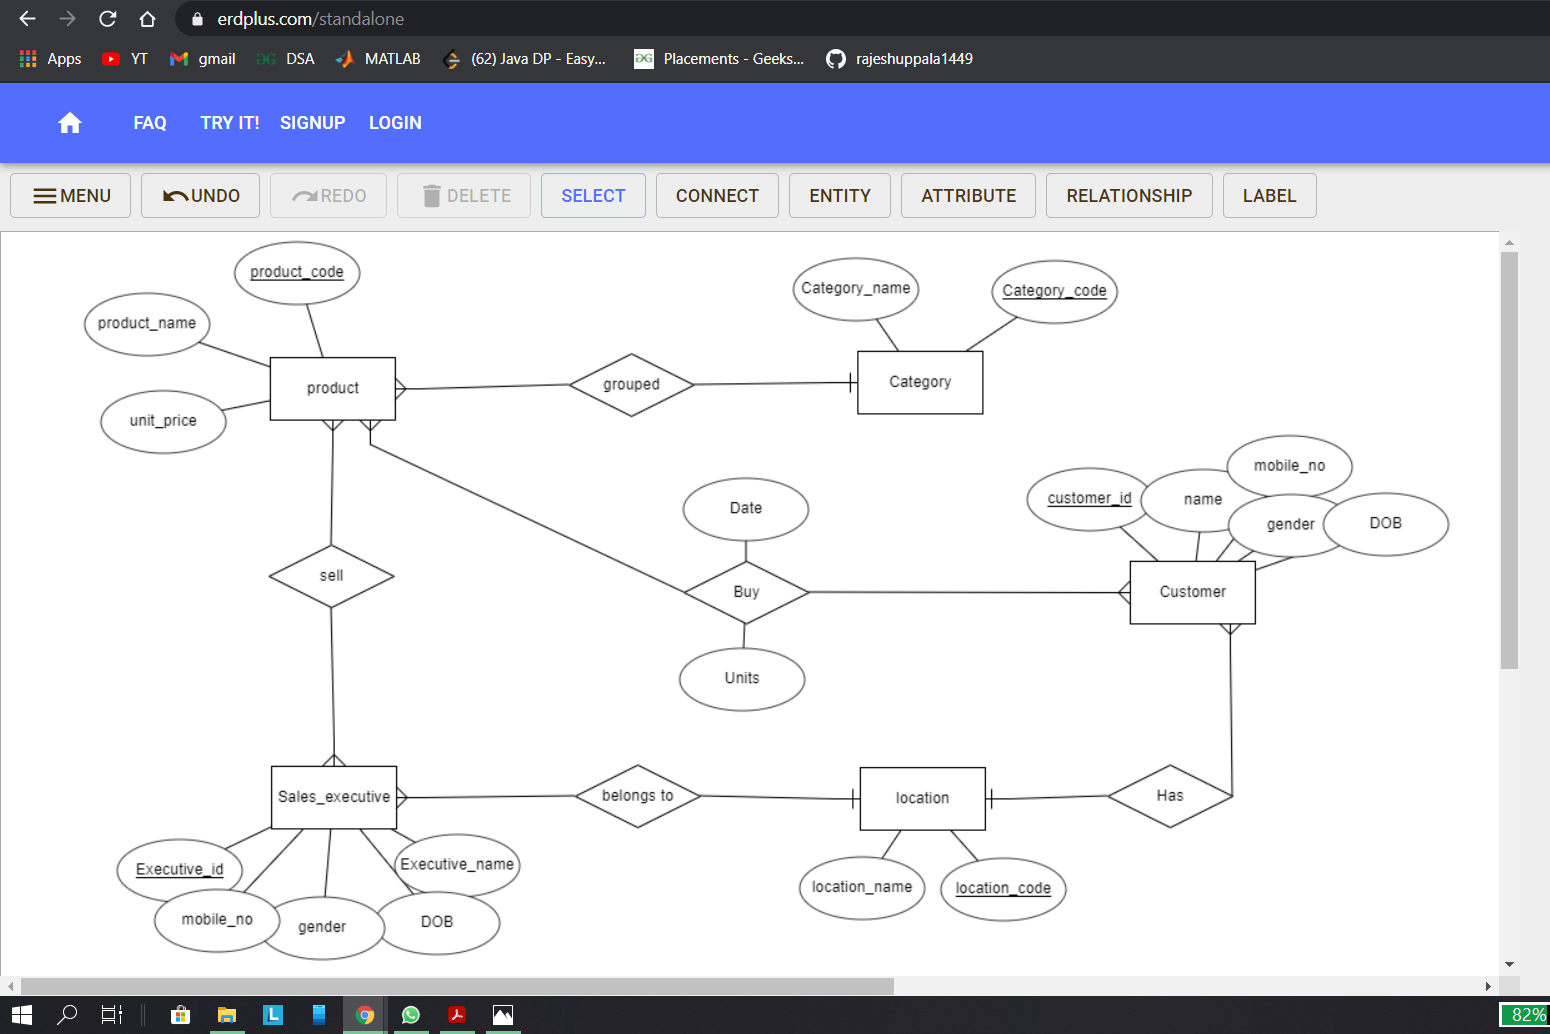 erdplus.com/standalone
Apps YT gmail DSA MATLAB (62) Java DP - Easy... Placements - Geeks... rajeshuppala1449
FAQ TRY IT! SIGNUP LOGIN
MENU UNDO REDO DELETE SELECT CONNECT ENTITY ATTRIBUTE RELATIONSHIP LABEL
product_code
Category_name
Category_code
product_name
product
grouped
Category
unit_price
mobile_no
customer_id
name
gender
DOB
Date
sell
Buy
Customer
Units
Sales_executive
belongs to
location
Has
Executive_id
Executive_name
mobile_no
gender
DOB
location_name
location_code
82%